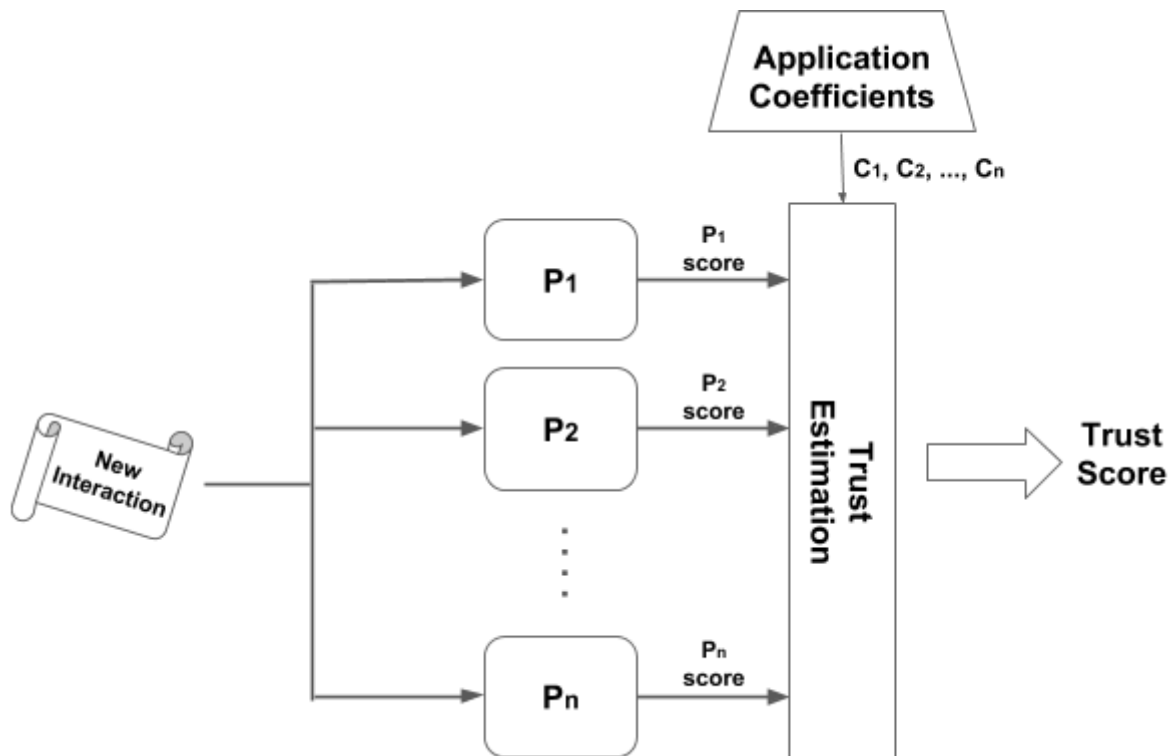 Application
Coefficients
C1, C2, ..., Cn
P1
P1
score
P2
P2
score
New
Interaction
Trust
Estimation
Trust
Score
Pn
Pn
score